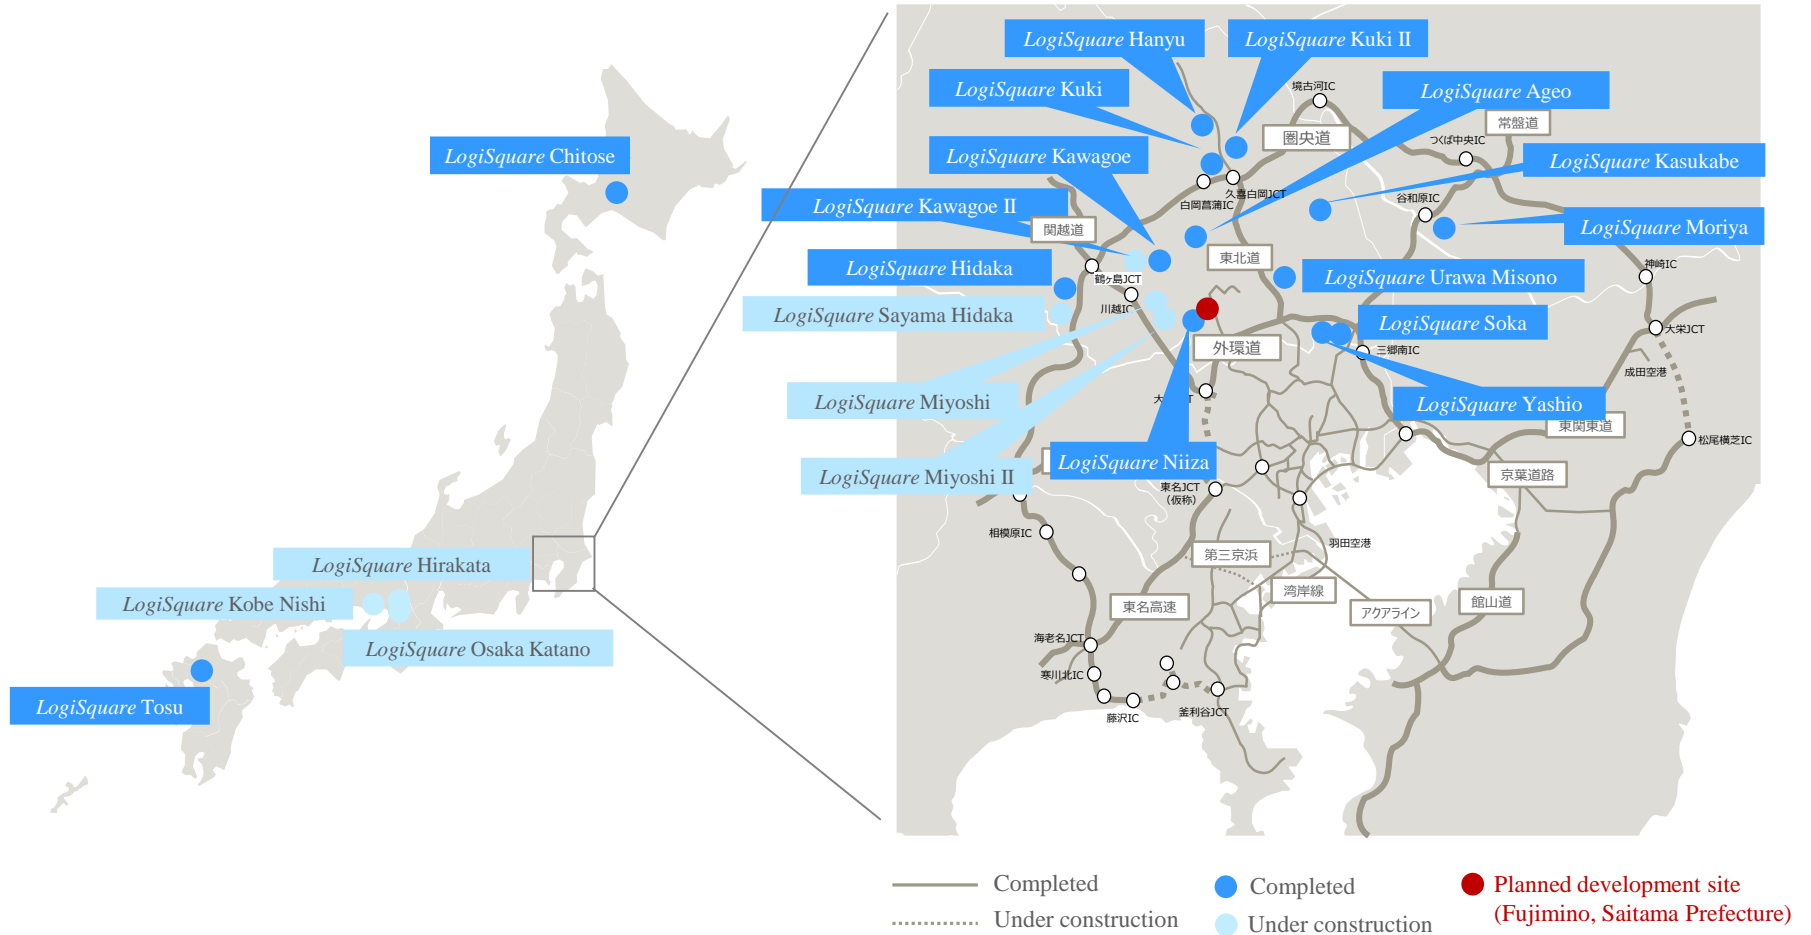 LogiSquare Chitose
LogiSquare Hirakata
LogiSquare Kobe Nishi
LogiSquare Osaka Katano
LogiSquare Tosu
LogiSquare Hanyu
LogiSquare Kuki II
LogiSquare Kuki
LogiSquare Ageo
LogiSquare Kawagoe
LogiSquare Kasukabe
LogiSquare Kawagoe II
LogiSquare Moriya
LogiSquare Hidaka
LogiSquare Urawa Misono
LogiSquare Sayama Hidaka
LogiSquare Soka
LogiSquare Miyoshi
LogiSquare Yashio
LogiSquare Niiza
LogiSquare Miyoshi II
境古河IC
圏央道
常盤道
つくば中央IC
久喜白岡JCT
白岡菖蒲IC
谷和原IC
関越道
東北道
神崎IC
鶴ヶ島JCT
川越IC
外環道
三郷南IC
大栄JCT
成田空港
東関東道
松尾横芝IC
京葉道路
東名JCT
（仮称）
相模原IC
羽田空港
第三京浜
湾岸線
東名高速
アクアライン
館山道
海老名JCT
寒川北IC
藤沢IC
釜利谷JCT
Completed
Under construction
Completed
Under construction
Planned development site
(Fujimino, Saitama Prefecture)